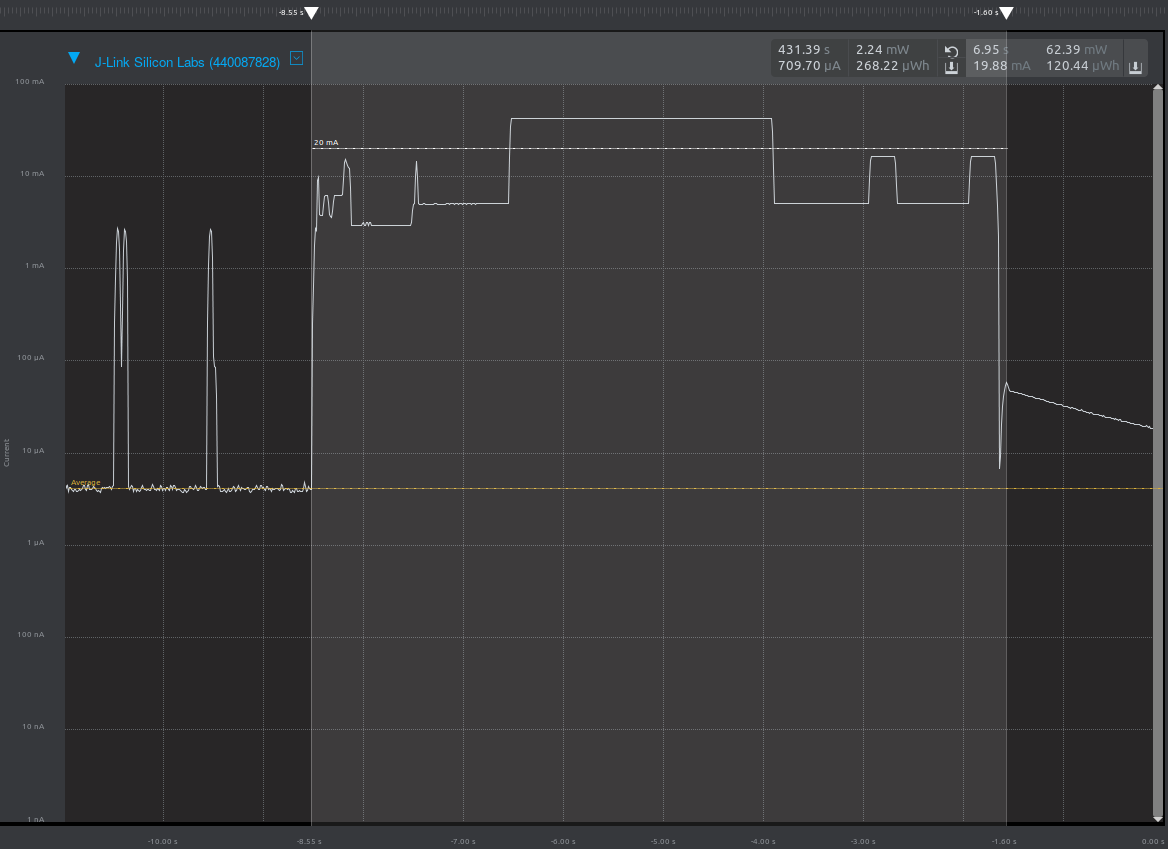 -8.55 s
-1.60 s
J-Link Silicon Labs (440087828)
431.39 s 2.24 mW 6.95 s 62.39 mW
709.70 µA 268.22 µWh 19.88 mA 120.44 µWh
100 mA
20 mA
10 mA
1 mA
100 µA
10 µA
Current
Average
1 µA
100 nA
10 nA
1 nA
-10.00 s -8.55 s -7.00 s -6.00 s -5.00 s -4.00 s -3.00 s -1.60 s 0.00 s